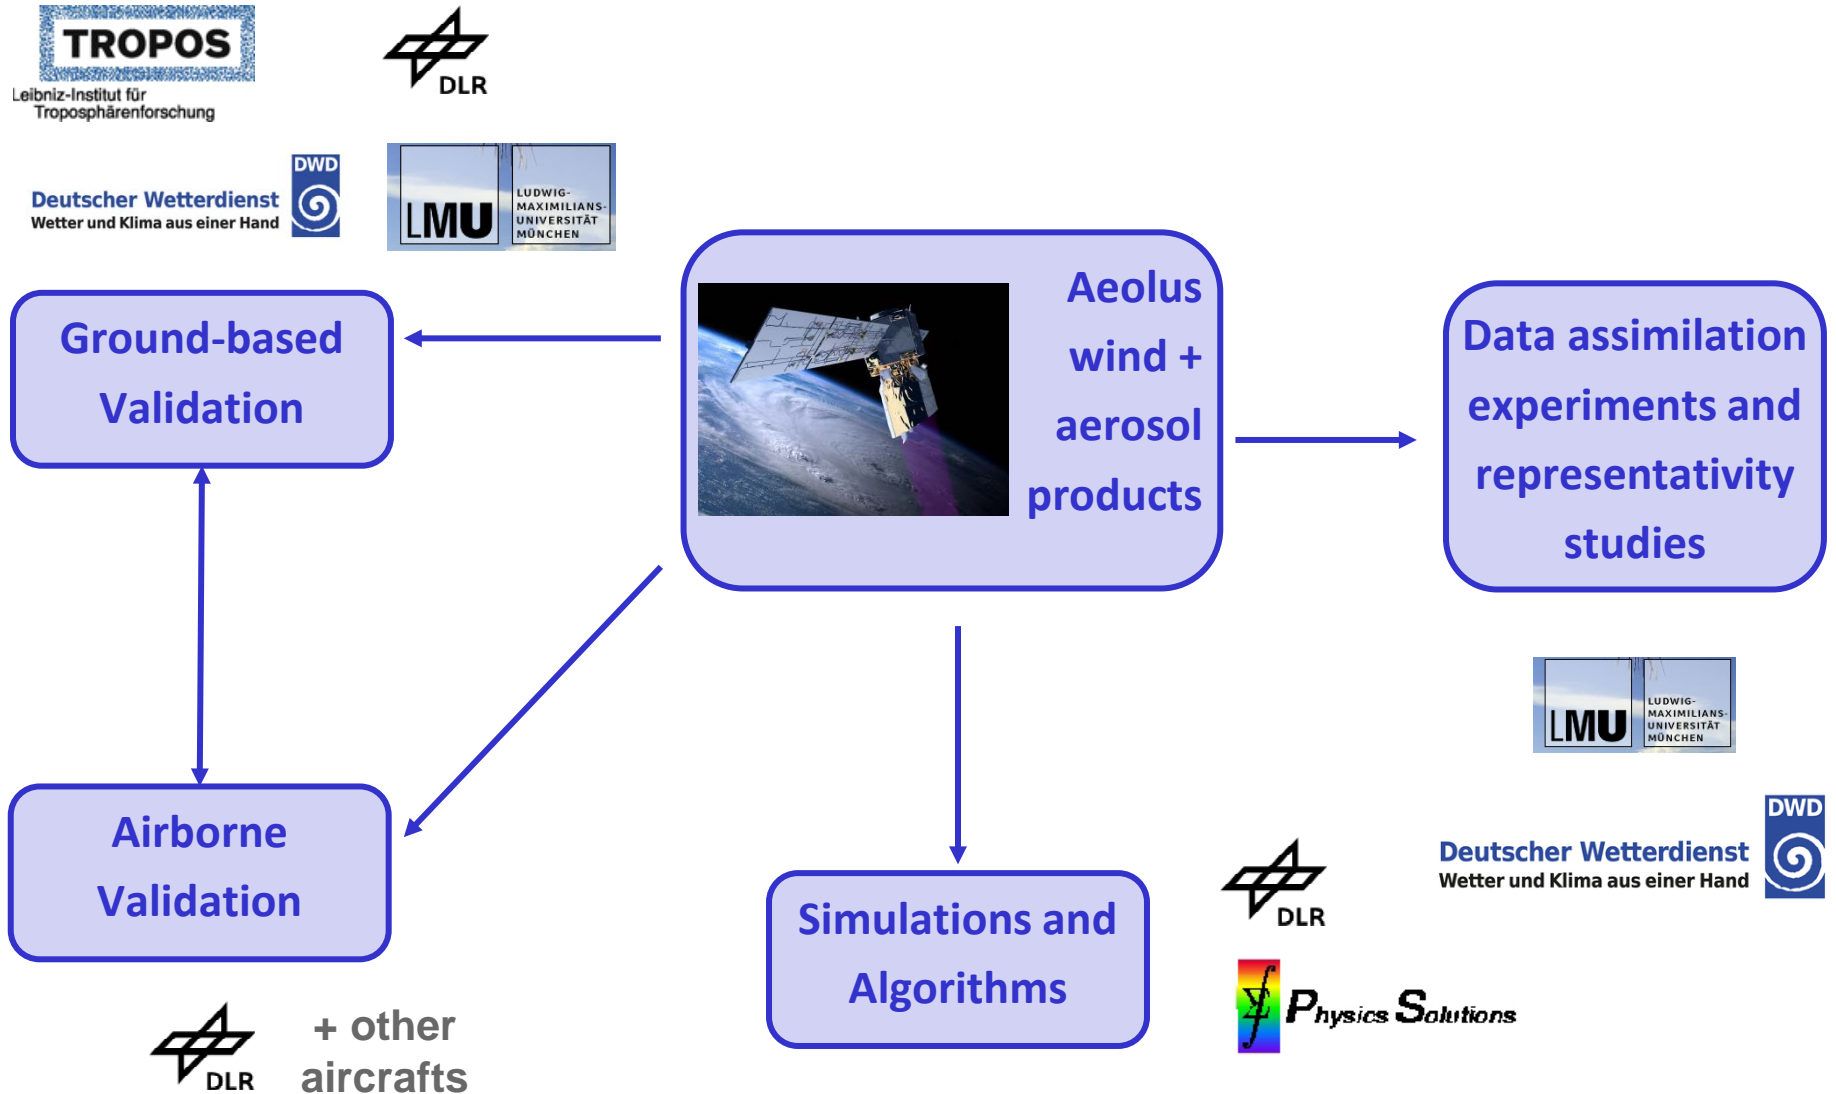 TROPOS
Leibniz-Institut für
Troposphärenforschung
DLR
Deutscher Wetterdienst
Wetter und Klima aus einer Hand
DWD
LMU
LUDWIG-
MAXIMILIANS-
UNIVERSITÄT
MÜNCHEN
Ground-based
Validation
Aeolus
wind +
aerosol
products
Data assimilation
experiments and
representativity
studies
LMU
LUDWIG-
MAXIMILIANS-
UNIVERSITÄT
MÜNCHEN
Airborne
Validation
DLR
+ other
aircrafts
Simulations and
Algorithms
DLR
Physics Solutions
DWD
Deutscher Wetterdienst
Wetter und Klima aus einer Hand